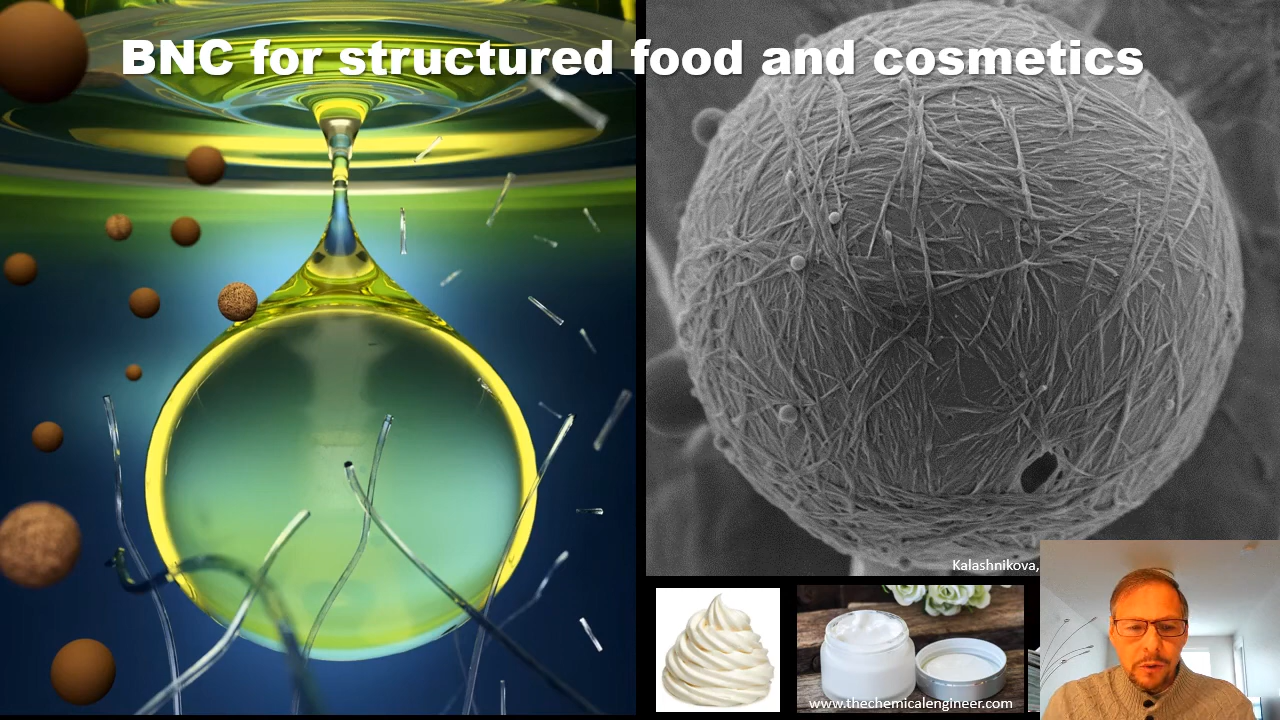 BNC for structured food and cosmetics
Kalashnikova,
www.thechemicalengineer.com